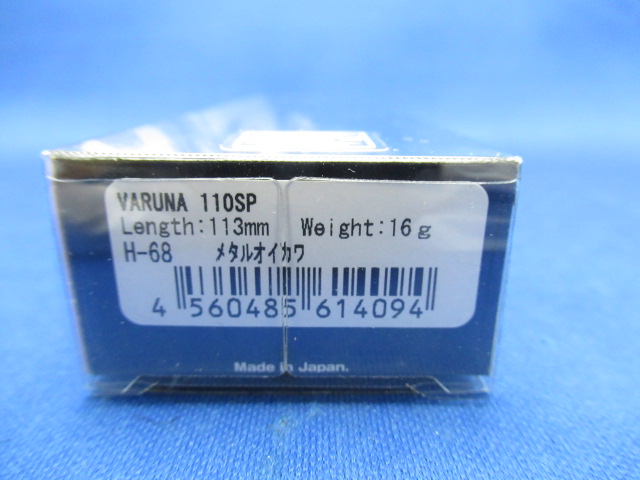 VARUNA 110SP
Length:113mm Weight:16g
H-68 メタルオイカワ
4 560485 614094
Made in Japan.